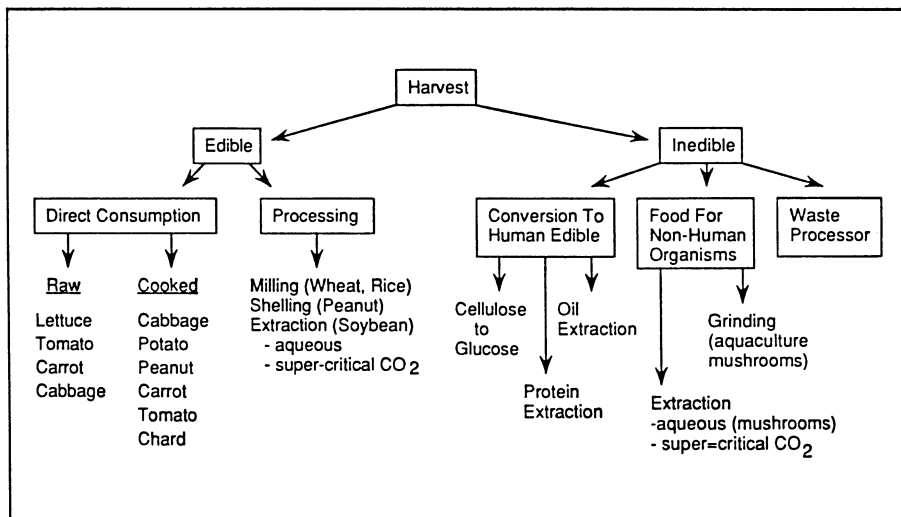 Harvest
Edible
Inedible
Direct Consumption
Processing
Conversion To
Human Edible
Food For
Non-Human
Organisms
Waste
Processor
Raw
Lettuce
Tomato
Carrot
Cabbage
Cooked
Cabbage
Potato
Peanut
Carrot
Tomato
Chard
Milling (Wheat, Rice)
Shelling (Peanut)
Extraction (Soybean)
- aqueous
- super-critical CO2
Cellulose
to
Glucose
Protein
Extraction
Oil
Extraction
Extraction
-aqueous (mushrooms)
- super=critical CO2
Grinding
(aquaculture
mushrooms)